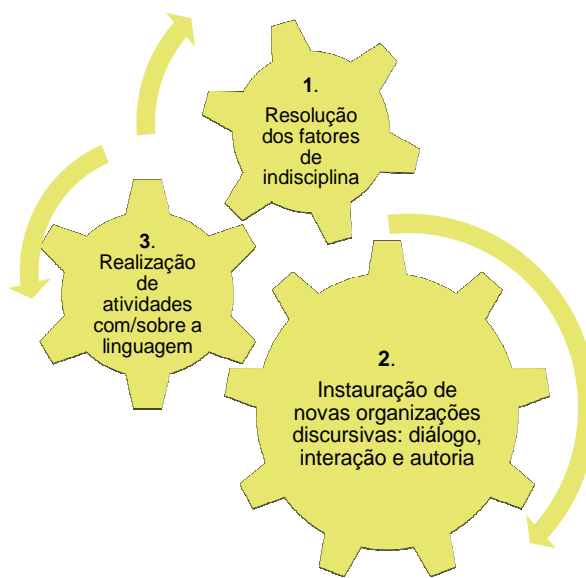 1.
Resolução
dos fatores
de
indisciplina
3.
Realização
de
atividades
com/sobre a
linguagem
2.
Instauração de
novas organizações
discursivas: diálogo,
interação e autoria